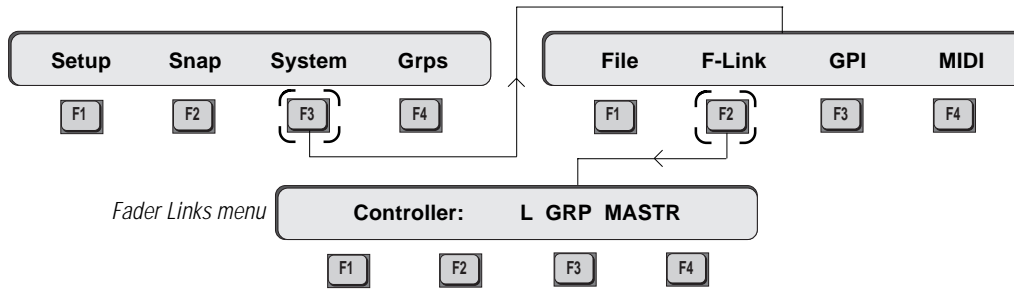 Setup Snap System Grps
F1 F2 F3 F4
File F-Link GPI MIDI
F1 F2 F3 F4
Fader Links menu
Controller: L GRP MASTR
F1 F2 F3 F4